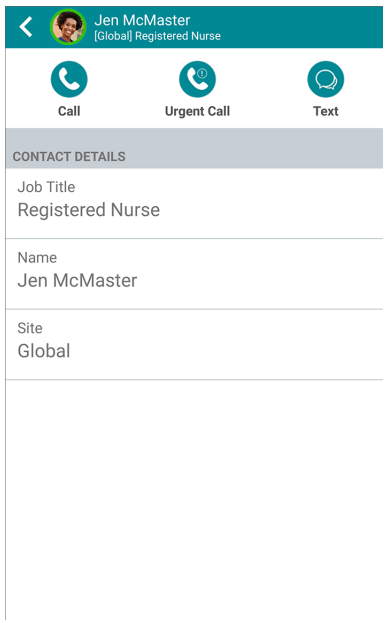 Jen McMaster
[Global] Registered Nurse
Call Urgent Call Text
CONTACT DETAILS
Job Title
Registered Nurse
Name
Jen McMaster
Site
Global